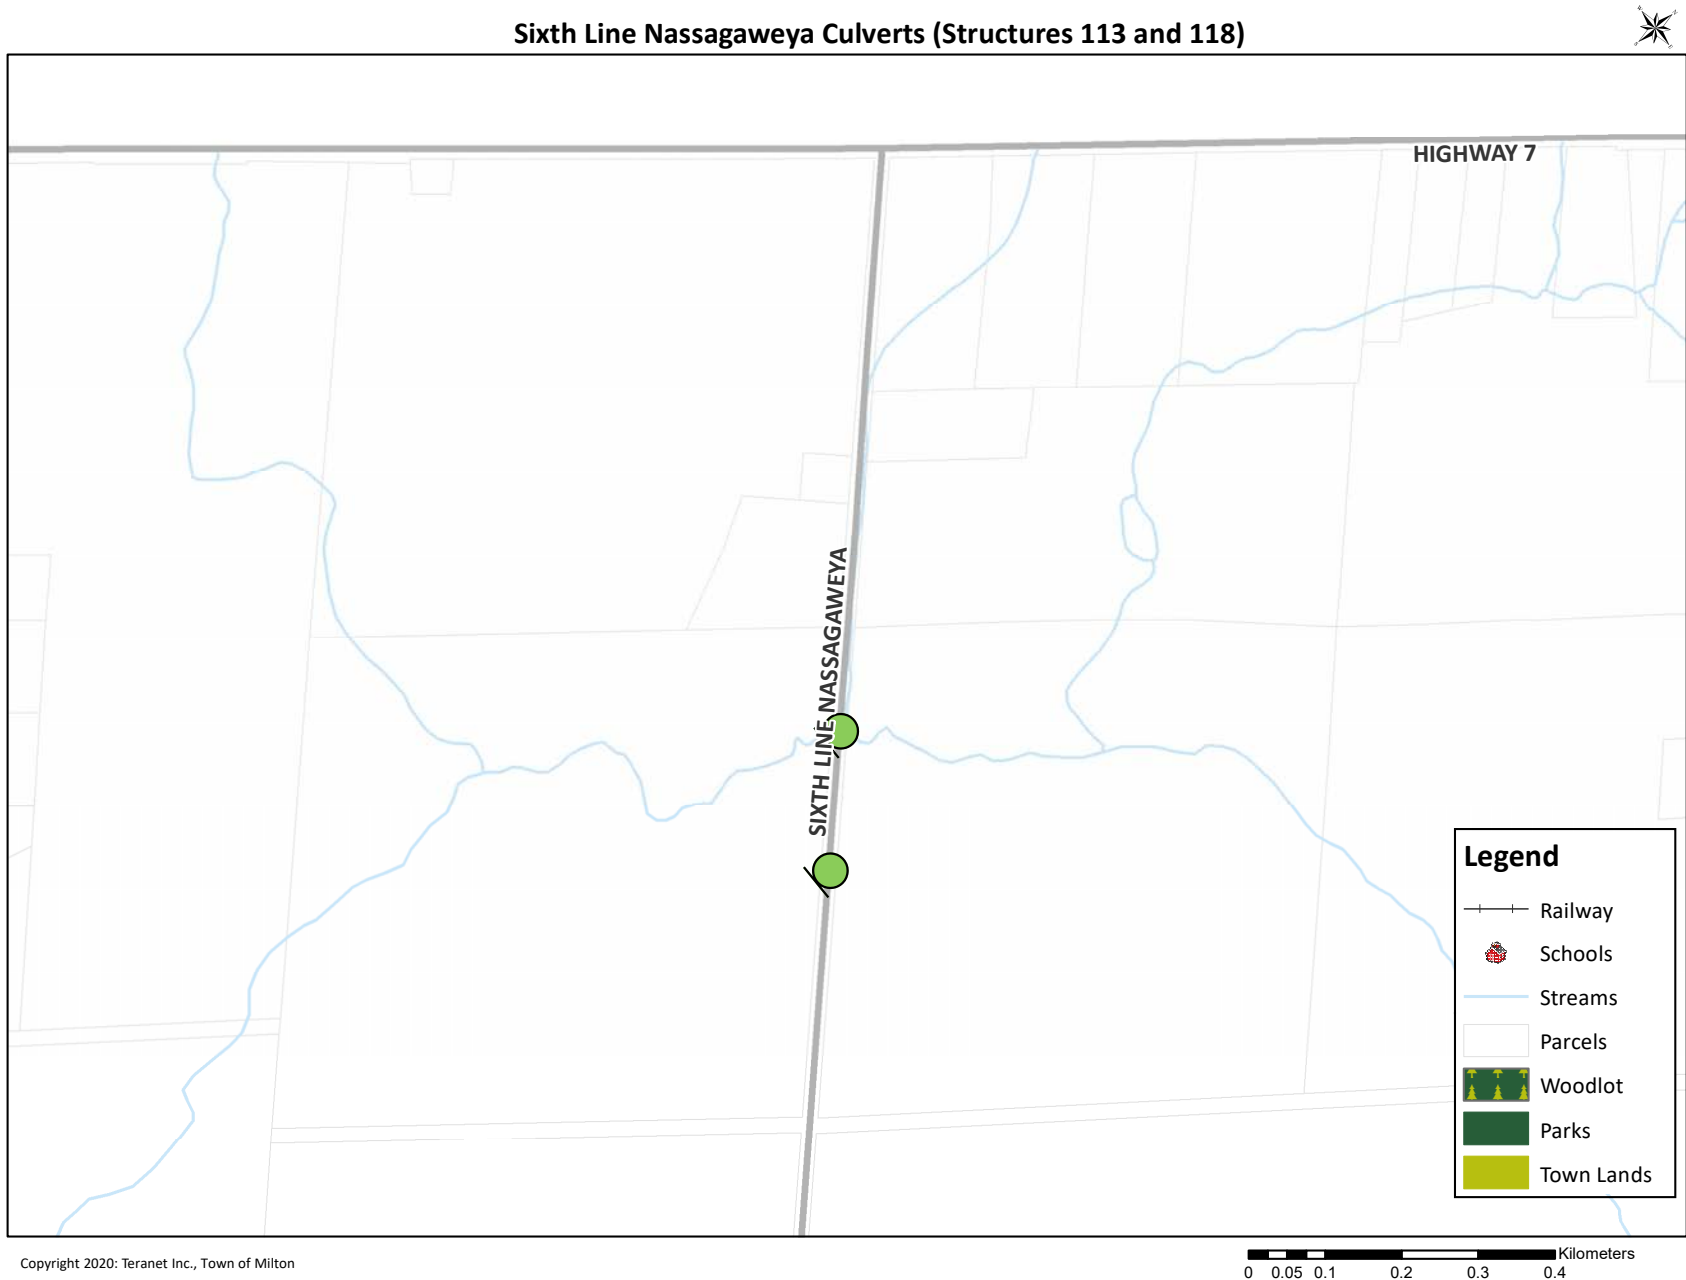 Sixth Line Nassagaweya Culverts (Structures 113 and 118)
HIGHWAY 7
SIXTH LINE NASSAGAWEYA
Legend
Railway
Schools
Streams
Parcels
Woodlot
Parks
Town Lands
Copyright 2020: Teranet Inc., Town of Milton
Kilometers
0 0.05 0.1 0.2 0.3 0.4